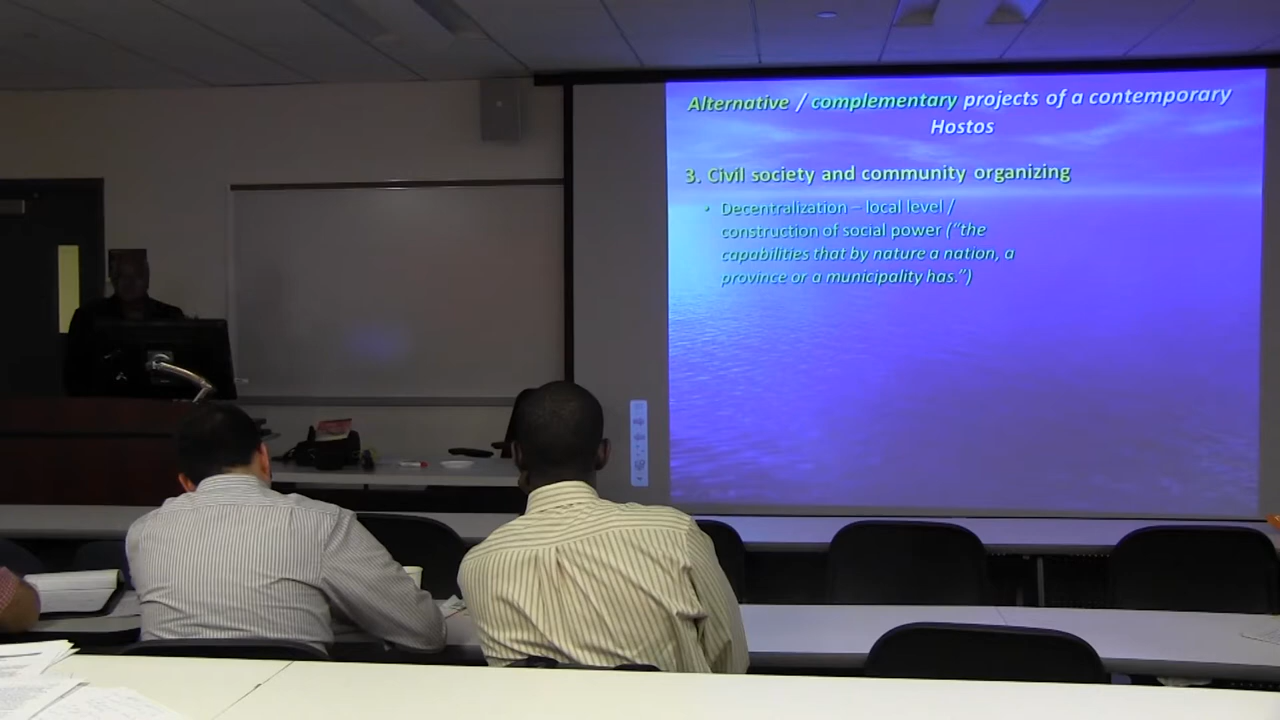 Alternative / complementary projects of a contemporary
Hostos
3. Civil society and community organizing
• Decentralization – local level /
construction of social power (“the
capabilities that by nature a nation, a
province or a municipality has.”)